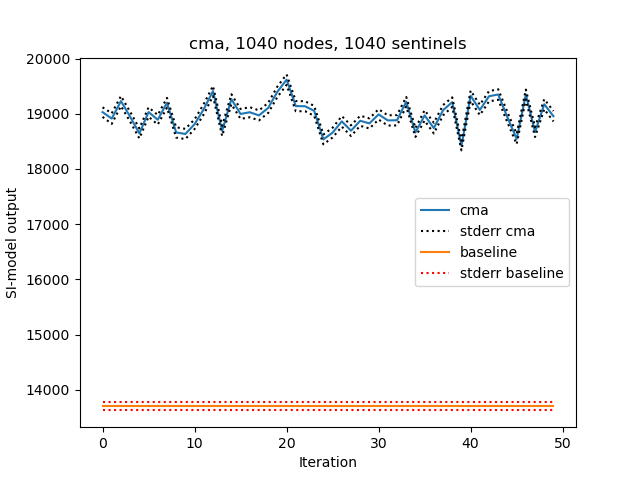 cma, 1040 nodes, 1040 sentinels
20000
19000
18000
17000
16000
15000
14000
SI-model output
cma
stderr cma
baseline
stderr baseline
0
10
20
30
40
50
Iteration